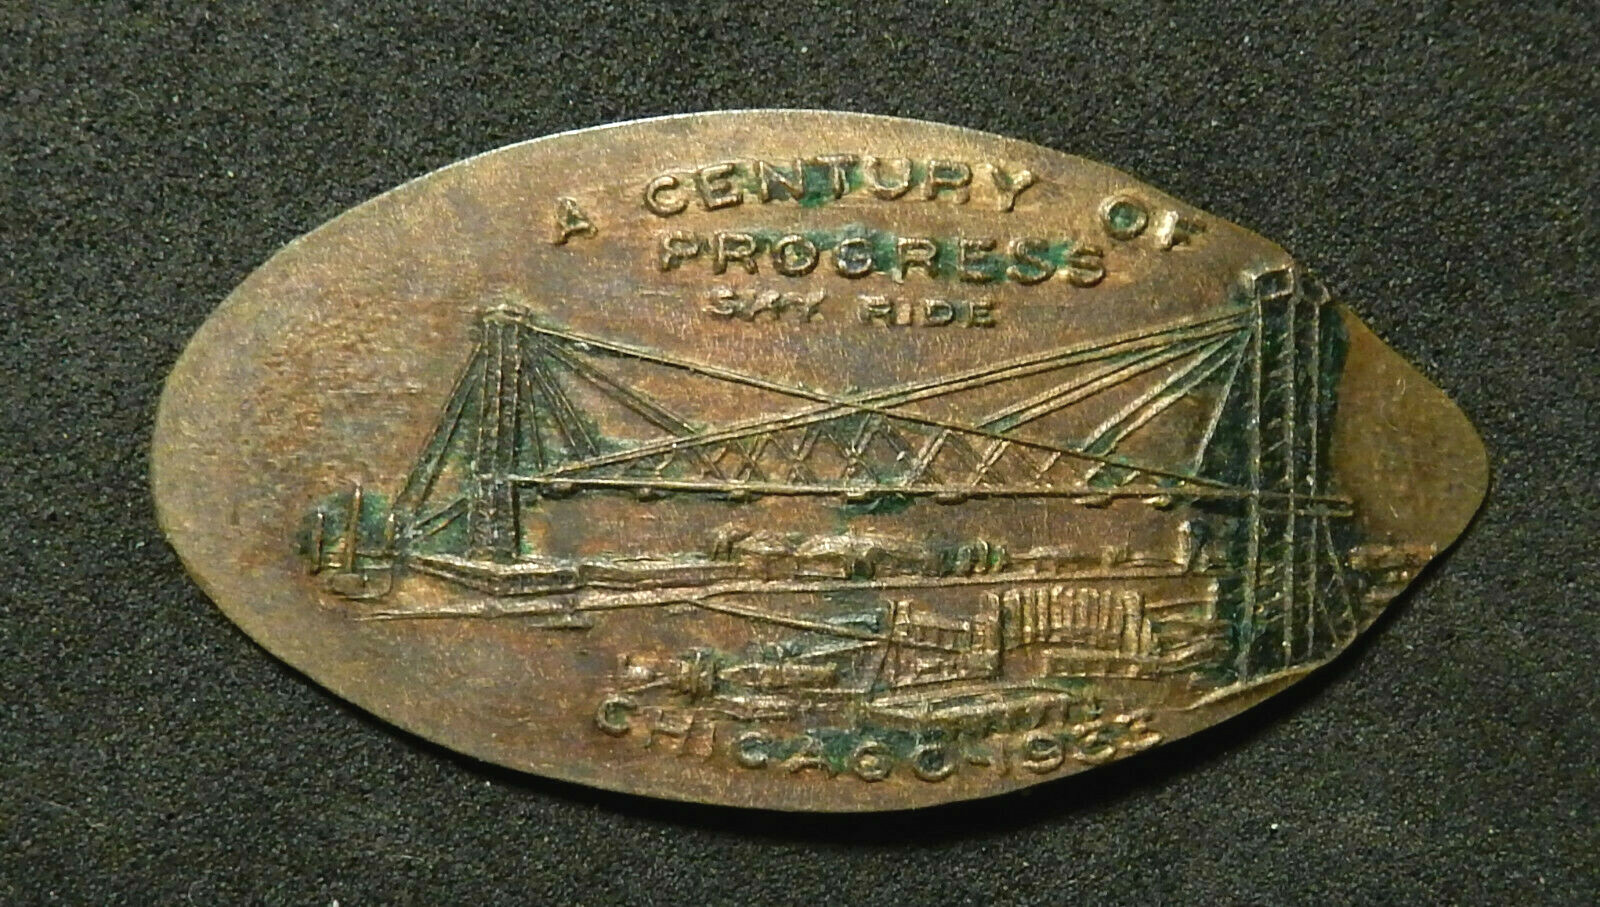 A CENTURY OF
PROGRESS
SKY RIDE
CHICAGO-1933